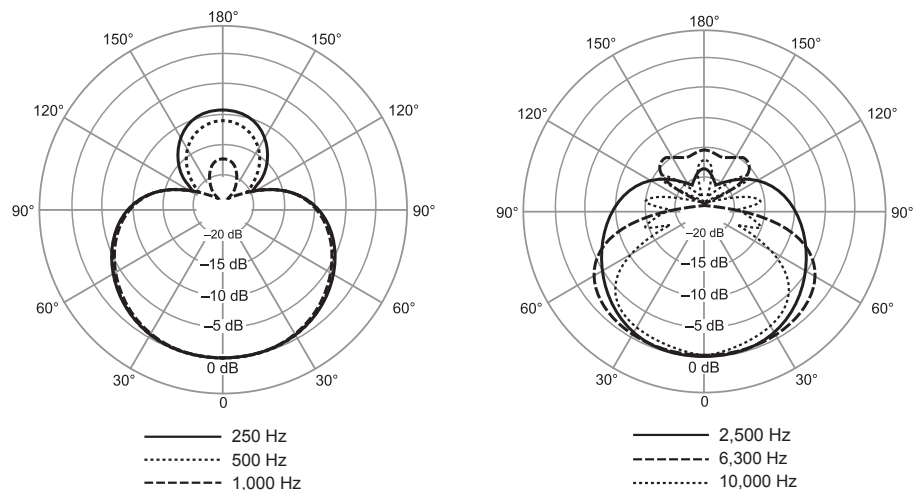 180°
150° 150°
120° 120°
90° 90°
–20 dB
–15 dB
–10 dB
60° 60°
–5 dB
0 dB
30° 30°
0
250 Hz
500 Hz
1,000 Hz
180°
150° 150°
120° 120°
90° 90°
–20 dB
–15 dB
–10 dB
60° 60°
–5 dB
0 dB
30° 30°
0
2,500 Hz
6,300 Hz
10,000 Hz